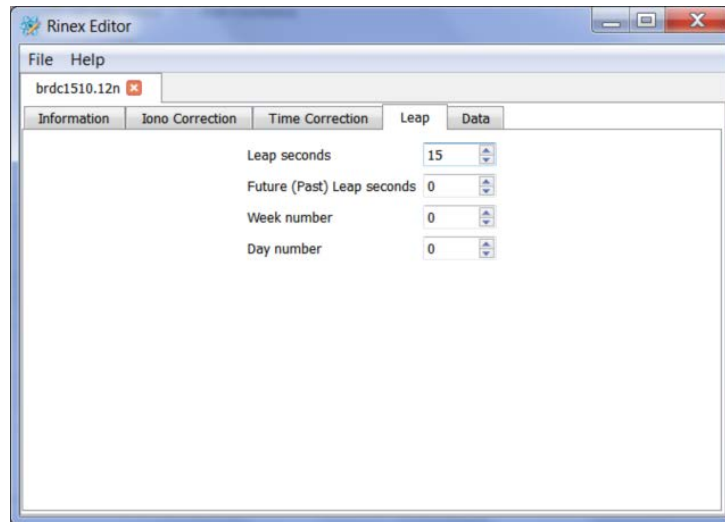 Rinex Editor
File Help
brdc1510.12n
Information Iono Correction Time Correction Leap Data
Leap seconds 15
Future (Past) Leap seconds 0
Week number 0
Day number 0